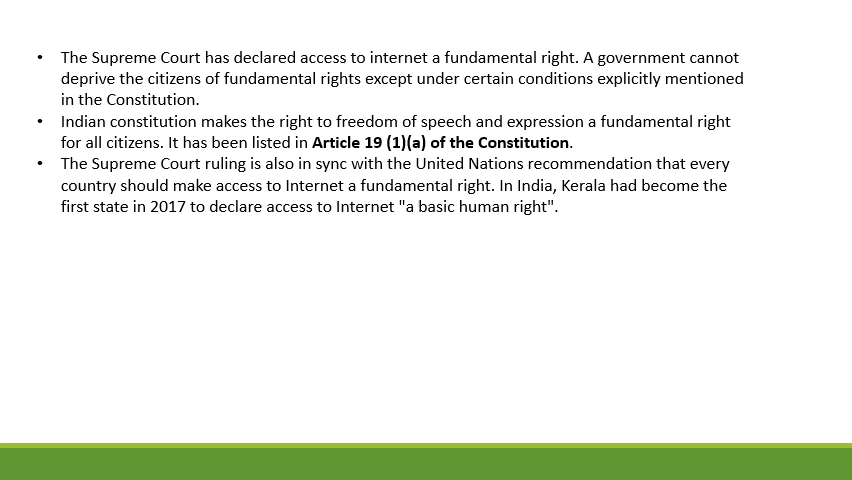 • The Supreme Court has declared access to internet a fundamental right. A government cannot
deprive the citizens of fundamental rights except under certain conditions explicitly mentioned
in the Constitution.
• Indian constitution makes the right to freedom of speech and expression a fundamental right
for all citizens. It has been listed in Article 19 (1)(a) of the Constitution.
• The Supreme Court ruling is also in sync with the United Nations recommendation that every
country should make access to Internet a fundamental right. In India, Kerala had become the
first state in 2017 to declare access to Internet "a basic human right".